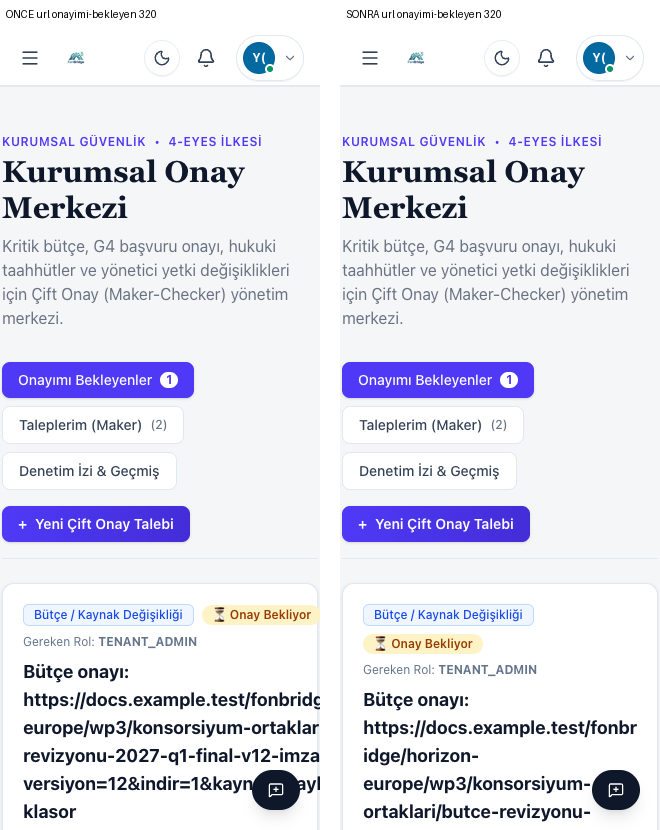 ONCE url onayimi-bekleyen 320
Y(
KURUMSAL GÜVENLİK • 4-EYES İLKESİ
Kurumsal Onay
Merkezi
Kritik bütçe, G4 başvuru onayı, hukuki
taahhütler ve yönetici yetki değişiklikleri
için Çift Onay (Maker-Checker) yönetim
merkezi.
Onayımı Bekleyenler 1
Taleplerim (Maker) (2)
Denetim İzi & Geçmiş
+ Yeni Çift Onay Talebi
Bütçe / Kaynak Değişikliği ⏳ Onay Bekliyor
Gereken Rol: TENANT_ADMIN
Bütçe onayı:
https://docs.example.test/fonbridg
europe/wp3/konsorsiyum-ortaklar
revizyonu-2027-q1-final-v12-imza
versiyon=12&indir=1&kayn
klasor
SONRA url onayimi-bekleyen 320
Y(
KURUMSAL GÜVENLİK • 4-EYES İLKESİ
Kurumsal Onay
Merkezi
Kritik bütçe, G4 başvuru onayı, hukuki
taahhütler ve yönetici yetki değişiklikleri
için Çift Onay (Maker-Checker) yönetim
merkezi.
Onayımı Bekleyenler 1
Taleplerim (Maker) (2)
Denetim İzi & Geçmiş
+ Yeni Çift Onay Talebi
Bütçe / Kaynak Değişikliği
⏳ Onay Bekliyor
Gereken Rol: TENANT_ADMIN
Bütçe onayı:
https://docs.example.test/fonbr
idge/horizon-
europe/wp3/konsorsiyum-
ortaklari/butce-revizyonu-